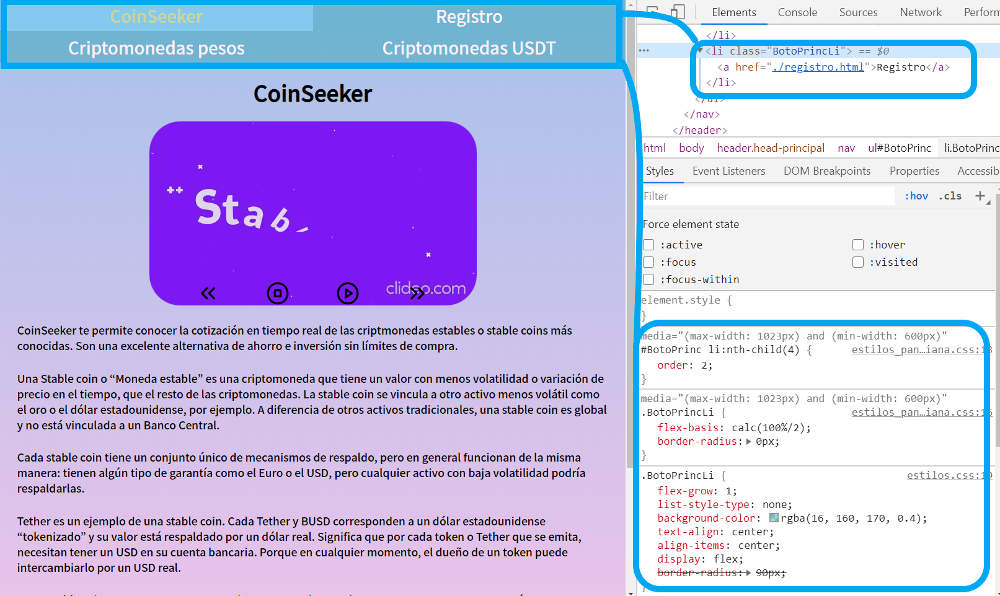 CoinSeeker
Registro
Criptomonedas pesos
Criptomonedas USDT
CoinSeeker
Stab
clideo.com
CoinSeeker te permite conocer la cotización en tiempo real de las criptmonedas estables o stable coins más
conocidas. Son una excelente alternativa de ahorro e inversión sin límites de compra.
Una Stable coin o “Moneda estable” es una criptomoneda que tiene un valor con menos volatilidad o variación de
precio en el tiempo, que el resto de las criptomonedas. La stable coin se vincula a otro activo menos volátil como
el oro o el dólar estadounidense, por ejemplo. A diferencia de otros activos tradicionales, una stable coin es global
y no está vinculada a un Banco Central.
Cada stable coin tiene un conjunto único de mecanismos de respaldo, pero en general funcionan de la misma
manera: tienen algún tipo de garantía como el Euro o el USD, pero cualquier activo con baja volatilidad podría
respaldarlas.
Tether es un ejemplo de una stable coin. Cada Tether y BUSD corresponden a un dólar estadounidense
“tokenizado” y su valor está respaldado por un dólar real. Significa que por cada token o Tether que se emita,
necesitan tener un USD en su cuenta bancaria. Porque en cualquier momento, el dueño de un token puede
intercambiarlo por un USD real.
Elements Console Sources Network Perform
</li>
<li class="BotoPrincLi"> == $0
<a href="./registro.html">Registro</a>
</li>
</ul>
</nav>
</header>
html body header.head-principal nav ul#BotoPrinc li.BotoPrinc
Styles Event Listeners DOM Breakpoints Properties Accessib
Filter :hov .cls +
Force element state
:active :hover
:focus :visited
:focus-within
element.style {
}
media="(max-width: 1023px) and (min-width: 600px)"
#BotoPrinc li:nth-child(4) { estilos_pan…iana.css:13
order: 2;
}
media="(max-width: 1023px) and (min-width: 600px)"
.BotoPrincLi { estilos_pan…iana.css:16
flex-basis: calc(100%/2);
border-radius: 0px;
}
.BotoPrincLi { estilos.css:19
flex-grow: 1;
list-style-type: none;
background-color: rgba(16, 160, 170, 0.4);
text-align: center;
align-items: center;
display: flex;
border-radius: 90px;
}